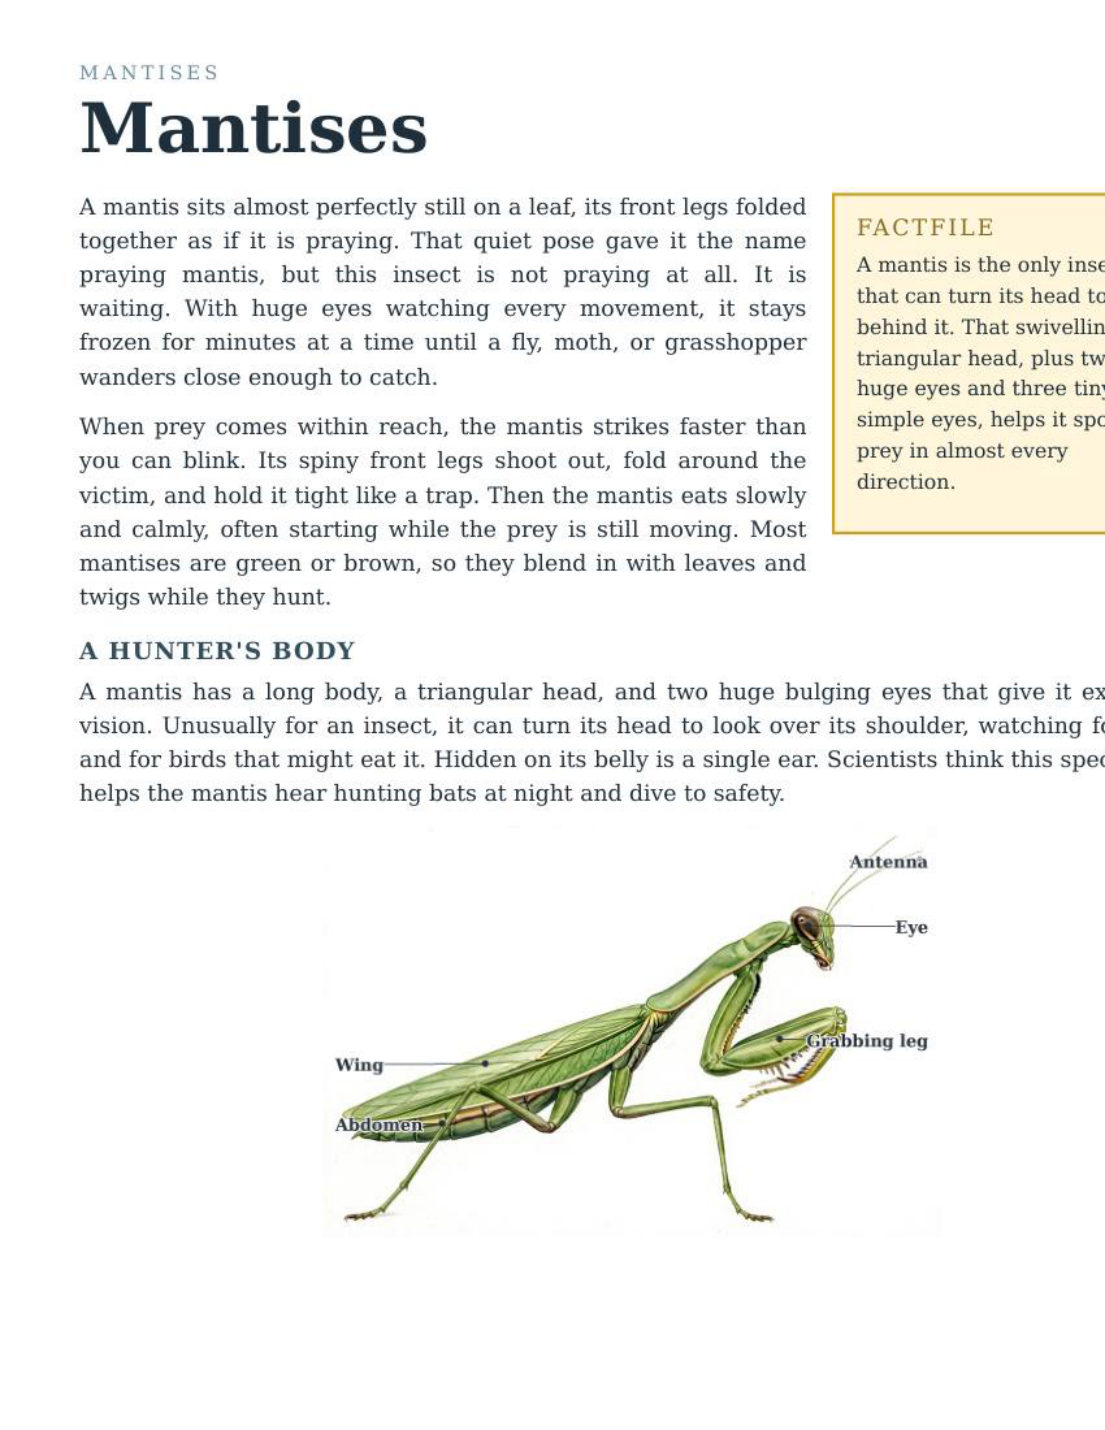 MANTISES
Mantises
A mantis sits almost perfectly still on a leaf, its front legs folded
together as if it is praying. That quiet pose gave it the name
praying mantis, but this insect is not praying at all. It is
waiting. With huge eyes watching every movement, it stays
frozen for minutes at a time until a fly, moth, or grasshopper
wanders close enough to catch.
When prey comes within reach, the mantis strikes faster than
you can blink. Its spiny front legs shoot out, fold around the
victim, and hold it tight like a trap. Then the mantis eats slowly
and calmly, often starting while the prey is still moving. Most
mantises are green or brown, so they blend in with leaves and
twigs while they hunt.
FACTFILE
A mantis is the only
that can turn its head to
behind it. That
triangular head, plus
huge eyes and three
simple eyes, helps it
prey in almost every
direction.
A HUNTER'S BODY
A mantis has a long body, a triangular head, and two huge bulging eyes that give it
vision. Unusually for an insect, it can turn its head to look over its shoulder, watching
and for birds that might eat it. Hidden on its belly is a single ear. Scientists think this
helps the mantis hear hunting bats at night and dive to safety.
Antenna
Eye
Grabbing leg
Wing
Abdomen